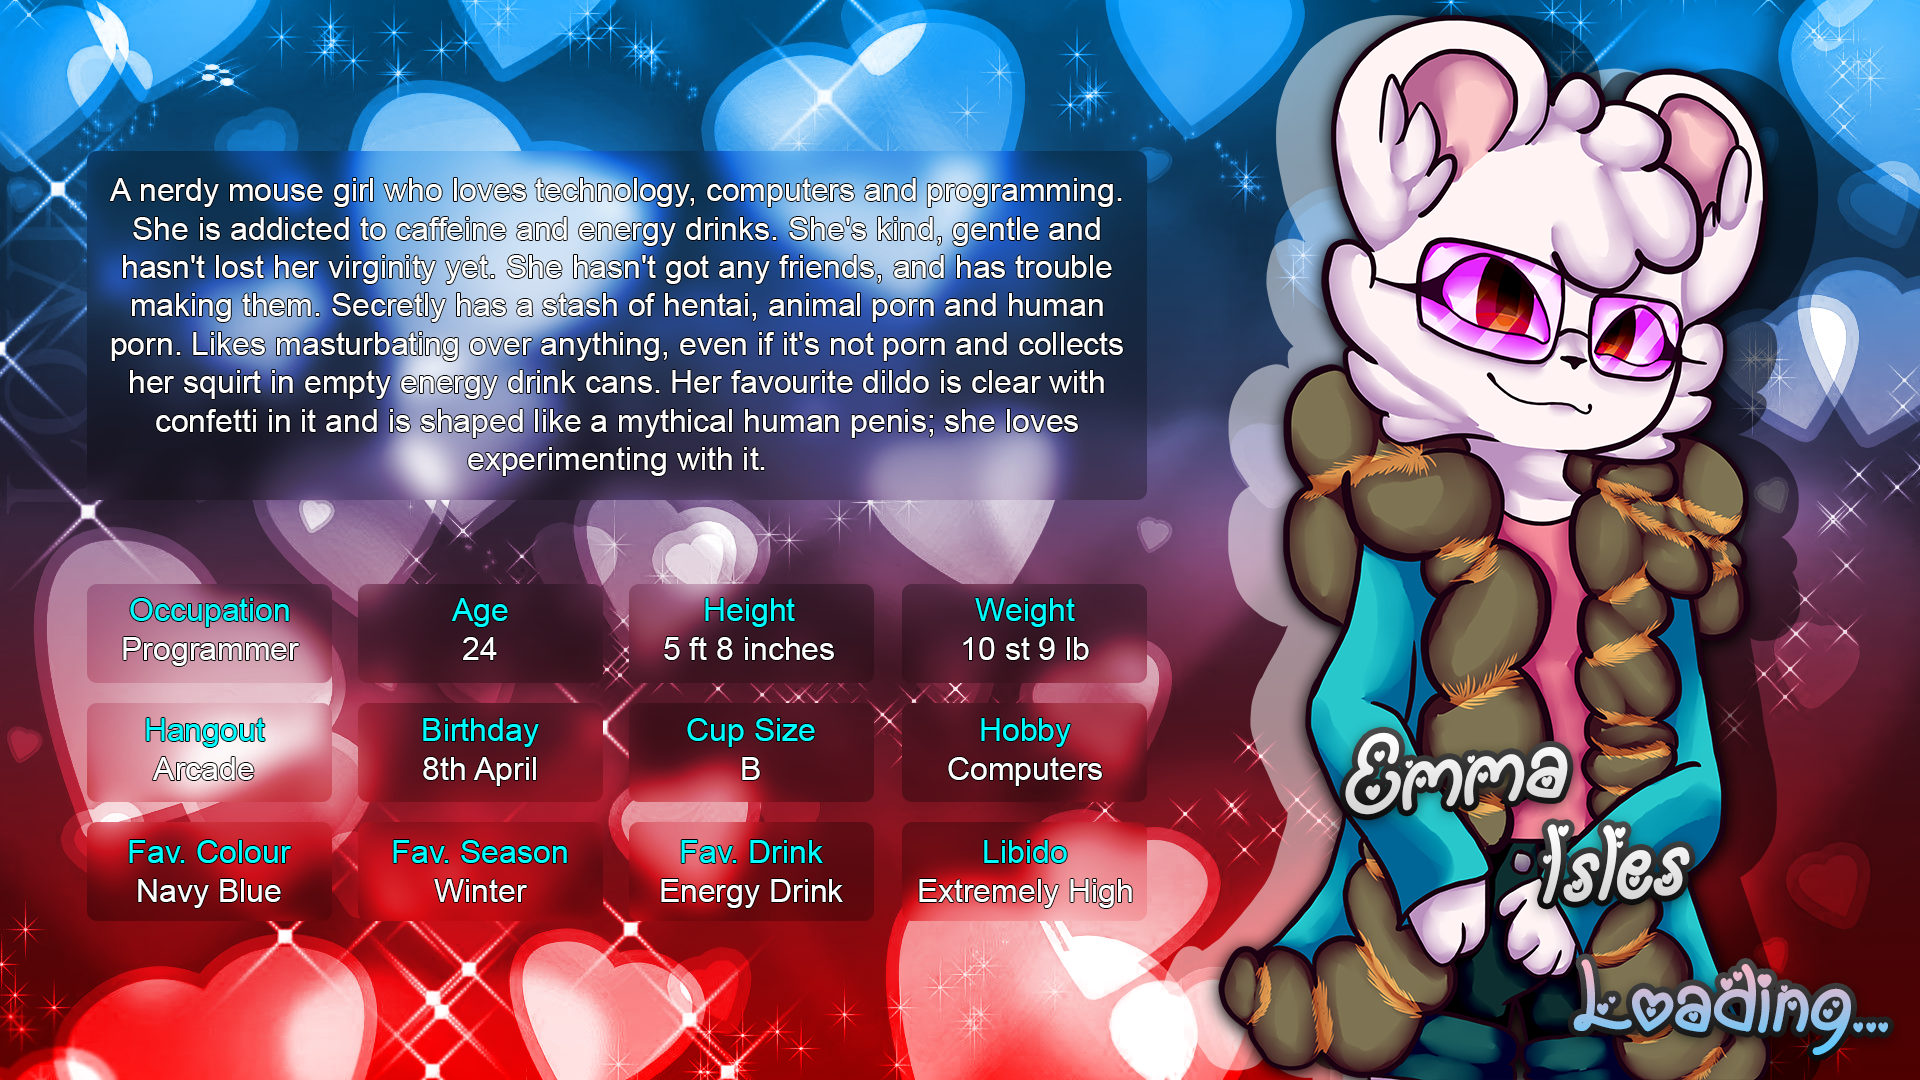 A nerdy mouse girl who loves technology, computers and programming.
She is addicted to caffeine and energy drinks. She's kind, gentle and
hasn't lost her virginity yet. She hasn't got any friends, and has trouble
making them. Secretly has a stash of hentai, animal porn and human
porn. Likes masturbating over anything, even if it's not porn and collects
her squirt in empty energy drink cans. Her favourite dildo is clear with
confetti in it and is shaped like a mythical human penis; she loves
experimenting with it.
Occupation
Programmer
Age
24
Height
5 ft 8 inches
Weight
10 st 9 lb
Hangout
Arcade
Birthday
8th April
Cup Size
B
Hobby
Computers
Fav. Colour
Navy Blue
Fav. Season
Winter
Fav. Drink
Energy Drink
Libido
Extremely High
Emma
Isles
Loading...